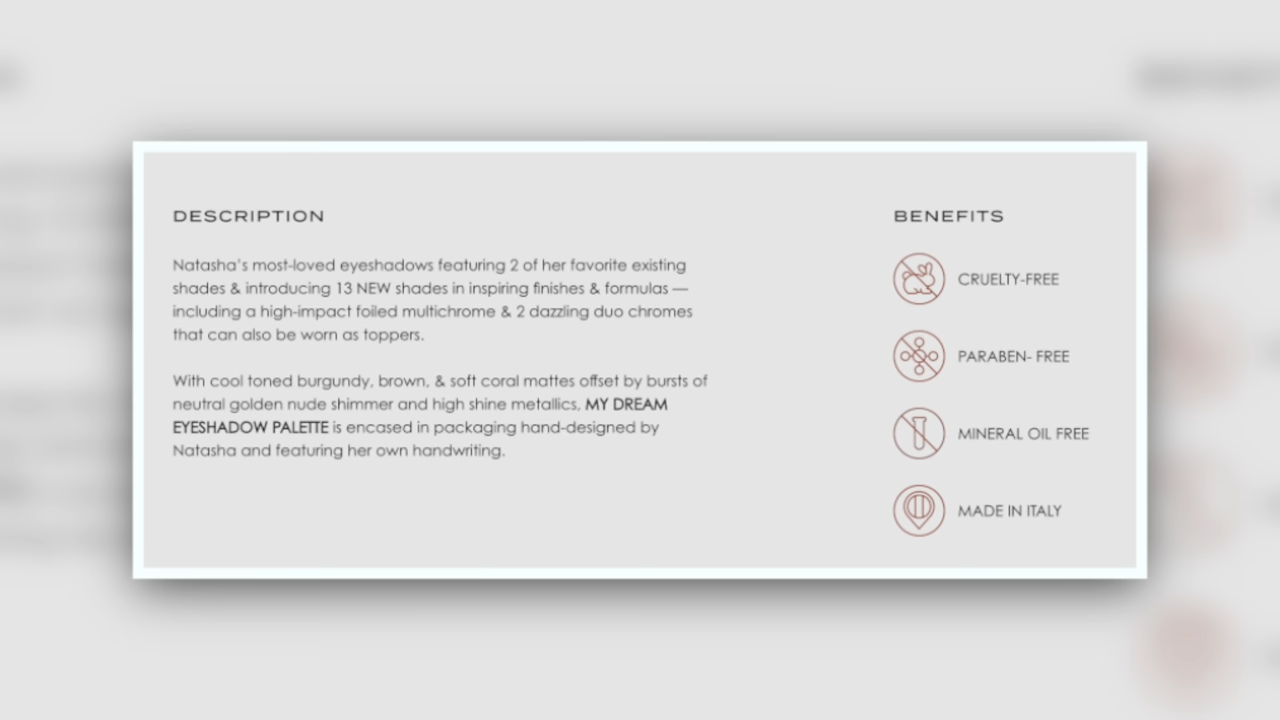 DESCRIPTION
Natasha's most-loved eyeshadows featuring 2 of her favorite existing
shades & introducing 13 NEW shades in inspiring finishes & formulas —
including a high-impact foiled multichrome & 2 dazzling duo chromes
that can also be worn as toppers.
With cool toned burgundy, brown, & soft coral mattes offset by bursts of
neutral golden nude shimmer and high shine metallics, MY DREAM
EYESHADOW PALETTE is encased in packaging hand-designed by
Natasha and featuring her own handwriting.
BENEFITS
CRUELTY-FREE
PARABEN- FREE
MINERAL OIL FREE
MADE IN ITALY